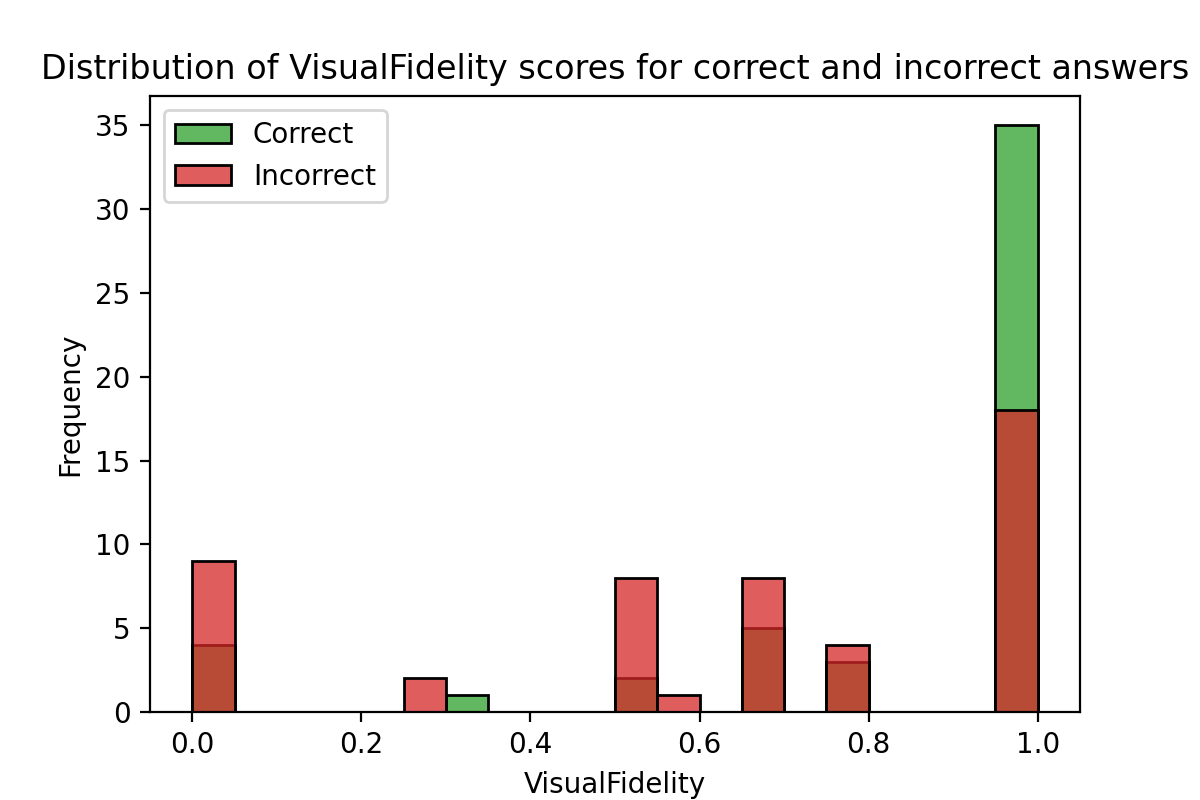 Distribution of VisualFidelity scores for correct and incorrect answers
Correct
Incorrect
35
30
25
20
15
10
5
0
Frequency
0.0 0.2 0.4 0.6 0.8 1.0
VisualFidelity